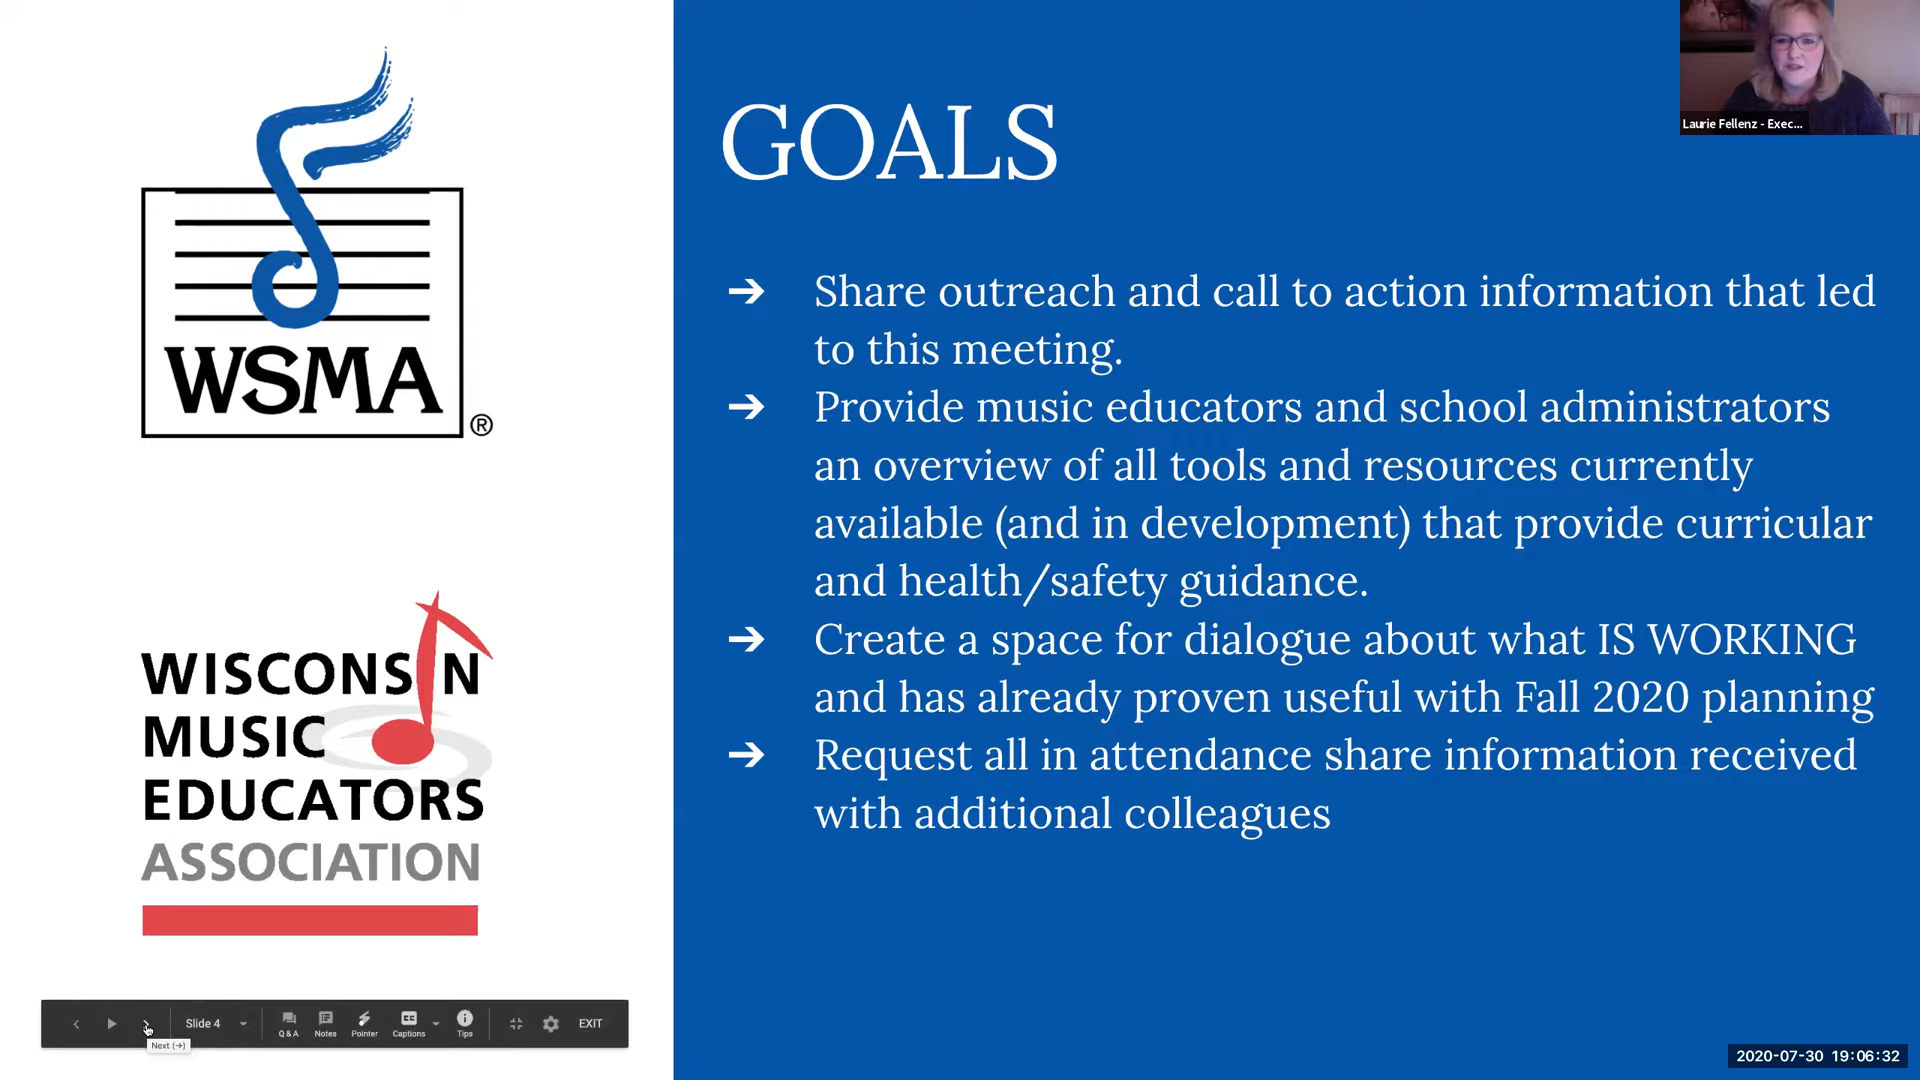 WSMA
®
WISCONSIN
MUSIC
EDUCATORS
ASSOCIATION
GOALS
➔ Share outreach and call to action information that led
to this meeting.
➔ Provide music educators and school administrators
an overview of all tools and resources currently
available (and in development) that provide curricular
and health/safety guidance.
➔ Create a space for dialogue about what IS WORKING
and has already proven useful with Fall 2020 planning
➔ Request all in attendance share information received
with additional colleagues
Laurie Fellenz - Exec...
Slide 4
Q & A
Notes
Pointer
Captions
Tips
EXIT
Next (→)
2020-07-30 19:06:32